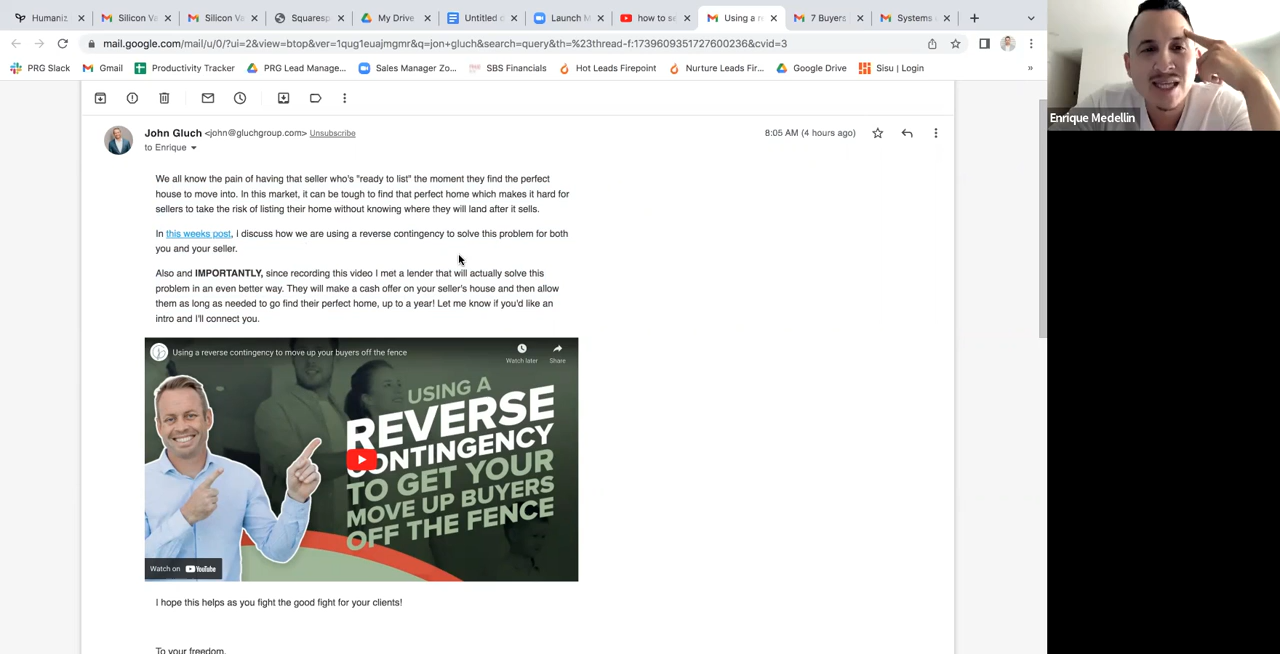 Humaniz
Silicon Va
Silicon Va
Squaresp
My Drive
Untitled d
Launch M
how to se
Using a re
7 Buyers
Systems
mail.google.com/mail/u/0/?ui=2&view=btop&ver=1qug1euajmgmr&q=jon+gluch&search=query&th=%23thread-f:1739609351727600236&cvid=3
PRG Slack
Gmail
Productivity Tracker
PRG Lead Manage...
Sales Manager Zo...
SBS Financials
Hot Leads Firepoint
Nurture Leads Fir...
Google Drive
Sisu | Login
»
John Gluch <john@gluchgroup.com> Unsubscribe
8:05 AM (4 hours ago)
to Enrique
We all know the pain of having that seller who's "ready to list" the moment they find the perfect
house to move into. In this market, it can be tough to find that perfect home which makes it hard for
sellers to take the risk of listing their home without knowing where they will land after it sells.
In this weeks post, I discuss how we are using a reverse contingency to solve this problem for both
you and your seller.
Also and IMPORTANTLY, since recording this video I met a lender that will actually solve this
problem in an even better way. They will make a cash offer on your seller's house and then allow
them as long as needed to go find their perfect home, up to a year! Let me know if you'd like an
intro and I'll connect you.
Using a reverse contingency to move up your buyers off the fence
Watch later
Share
USING A
REVERSE
CONTINGENCY
TO GET YOUR
MOVE UP BUYERS
OFF THE FENCE
Watch on YouTube
I hope this helps as you fight the good fight for your clients!
To your freedom,
Enrique Medellin